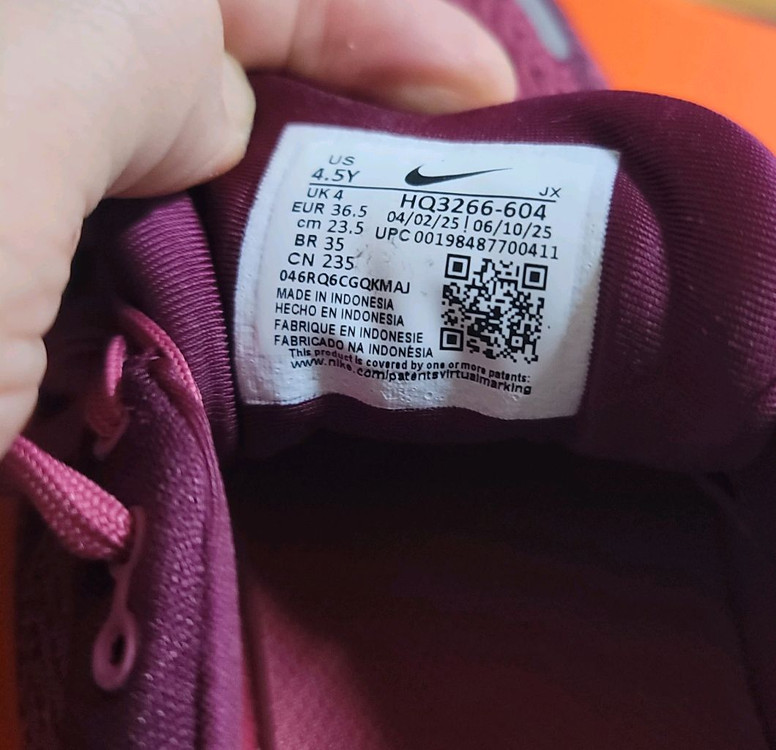 US
4.5Y
JX
UK 4
HQ3266-604
EUR 36.5
04/02/25 | 06/10/25
cm 23.5
UPC 00198487700411
BR 35
CN 235
046RQ6CGQKMAJ
MADE IN INDONESIA
HECHO EN INDONESIA
FABRIQUE EN INDONESIE
FABRICADO NA INDONÉSIA
This product is covered by one or more patents:
www.nike.com/patentsvirtualmarking